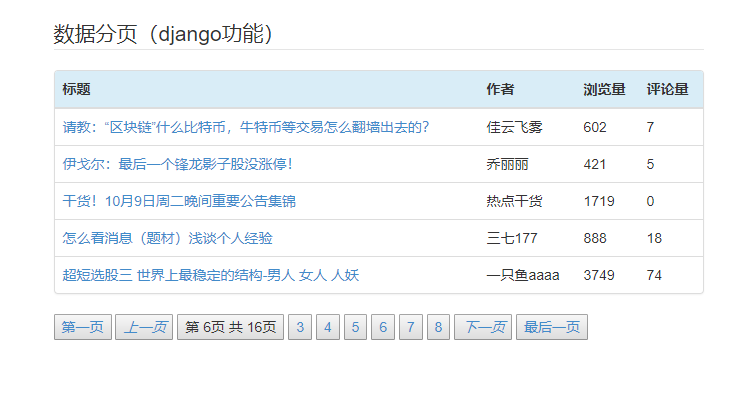 数据分页（django功能）
标题 作者 浏览量 评论量
请教：“区块链”什么比特币，牛特币等交易怎么翻墙出去的？ 佳云飞雾 602 7
伊戈尔：最后一个锋龙影子股没涨停！ 乔丽丽 421 5
干货！10月9日周二晚间重要公告集锦 热点干货 1719 0
怎么看消息（题材）浅谈个人经验 三七177 888 18
超短选股三 世界上最稳定的结构-男人 女人 人妖 一只鱼aaaa 3749 74
第一页 上一页 第 6页 共 16页 3 4 5 6 7 8 下一页 最后一页